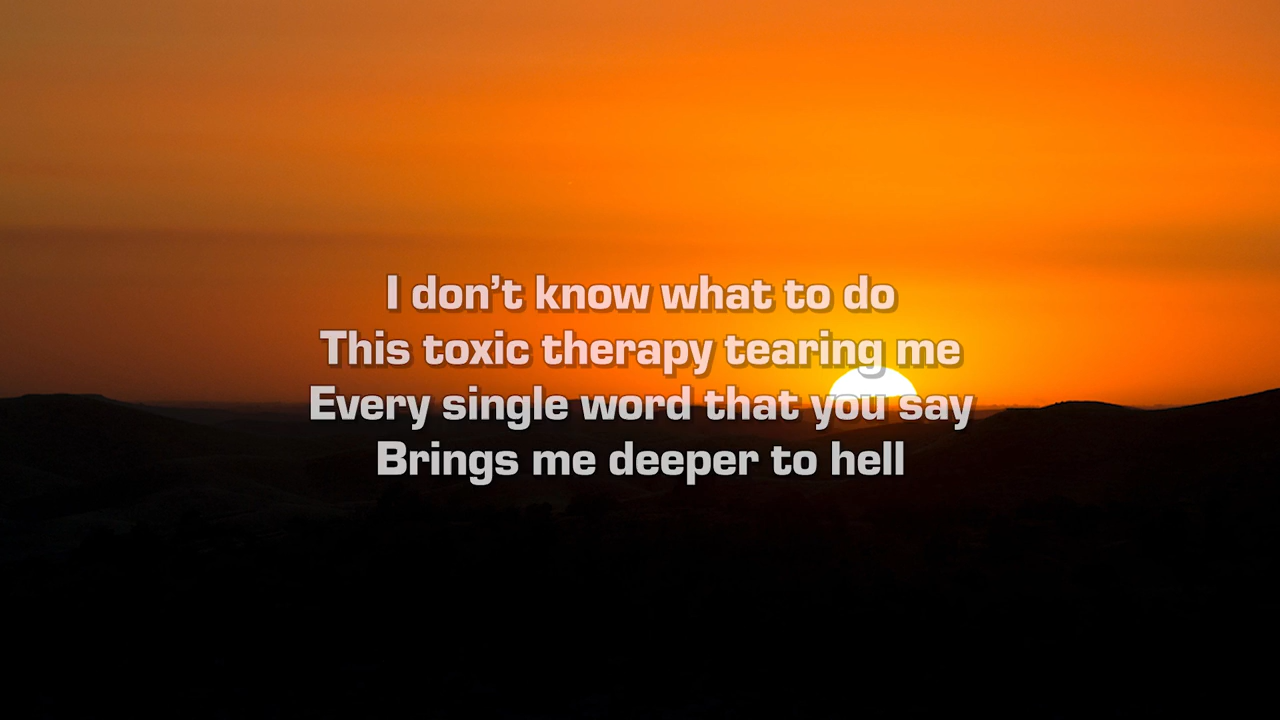 I don’t know what to do
This toxic therapy tearing me
Every single word that you say
Brings me deeper to hell